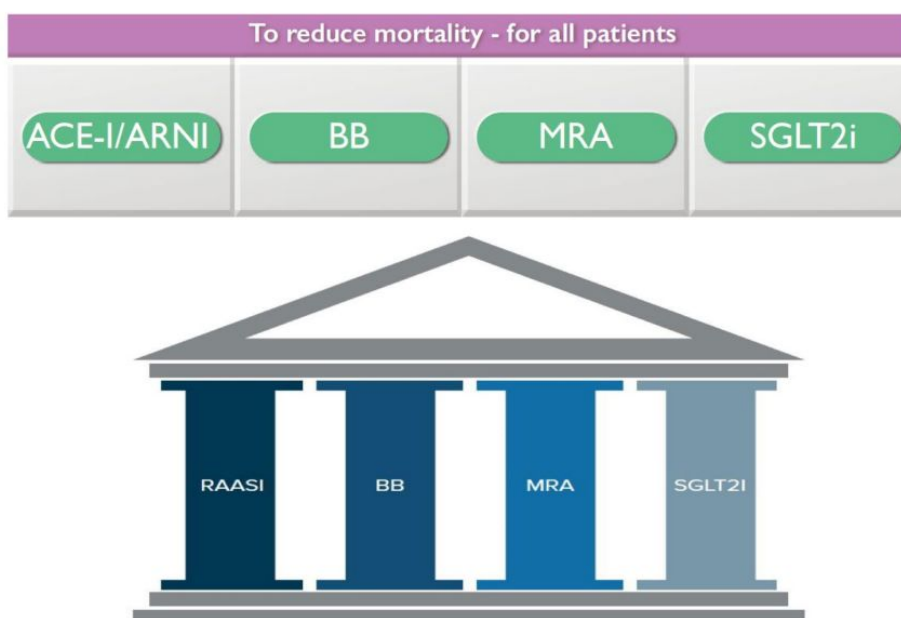 To reduce mortality - for all patients
ACE-I/ARNI BB MRA SGLT2i
RAASI BB MRA SGLT2I